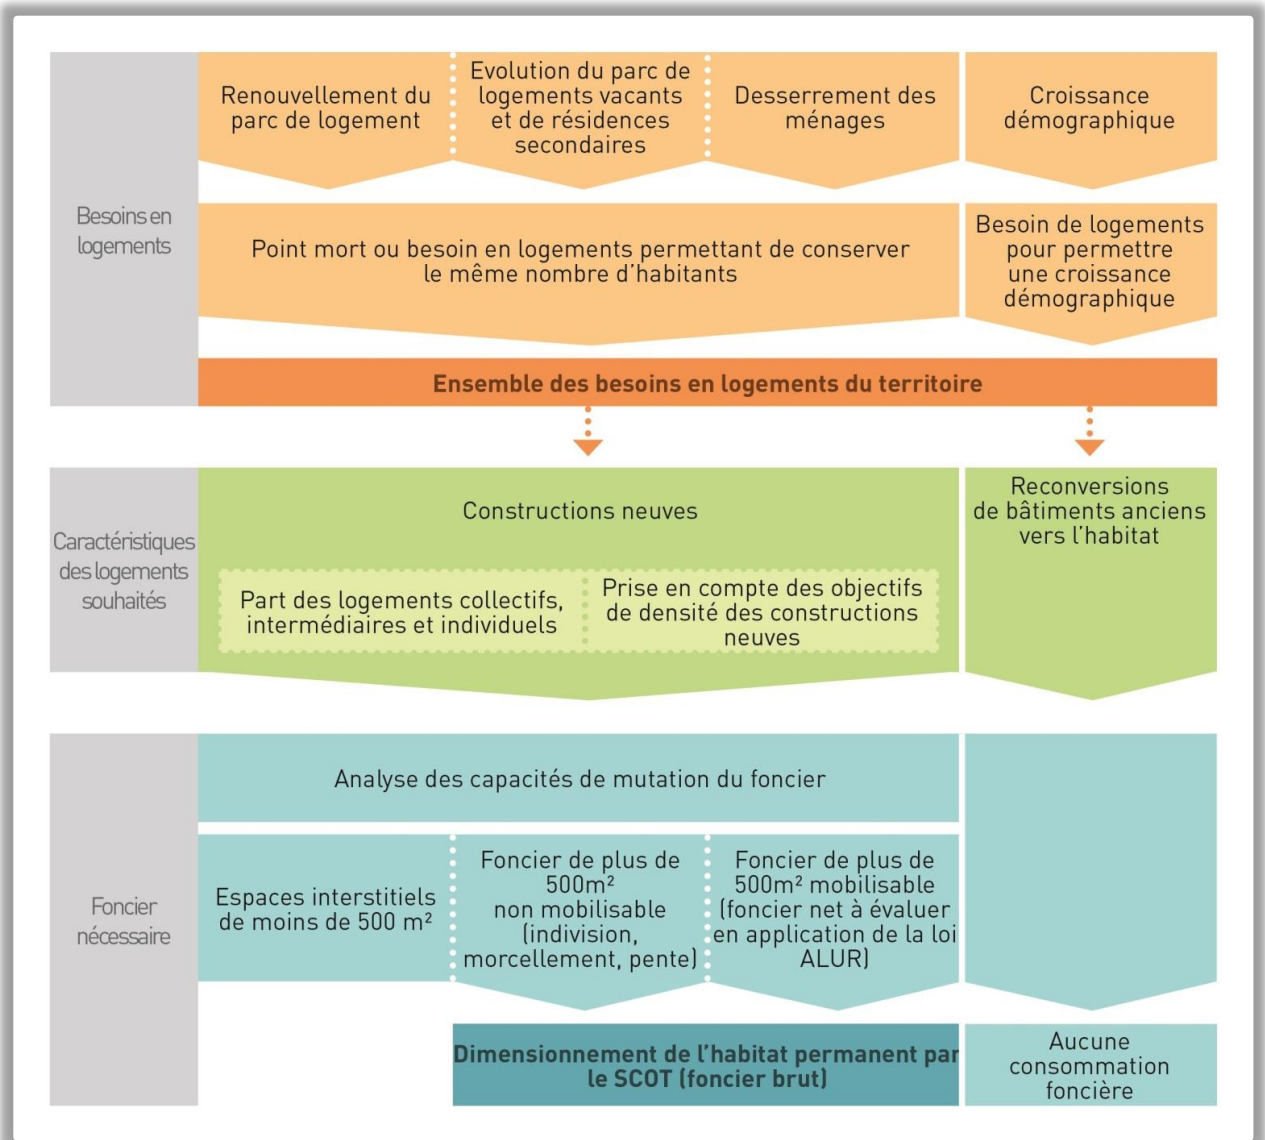 Besoins en
logements
Renouvellement du
parc de logement
Evolution du parc de
logements vacants
et de résidences
secondaires
Desserrement des
ménages
Croissance
démographique
Point mort ou besoin en logements permettant de conserver
le même nombre d’habitants
Besoin de logements
pour permettre
une croissance
démographique
Ensemble des besoins en logements du territoire
Caractéristiques
des logements
souhaités
Constructions neuves
Part des logements collectifs,
intermédiaires et individuels
Prise en compte des objectifs
de densité des constructions
neuves
Reconversions
de bâtiments anciens
vers l’habitat
Foncier
nécessaire
Analyse des capacités de mutation du foncier
Espaces interstitiels
de moins de 500 m²
Foncier de plus de
500m²
non mobilisable
(indivision,
morcellement, pente)
Foncier de plus de
500m² mobilisable
(foncier net à évaluer
en application de la loi
ALUR)
Dimensionnement de l’habitat permanent par
le SCOT (foncier brut)
Aucune
consommation
foncière